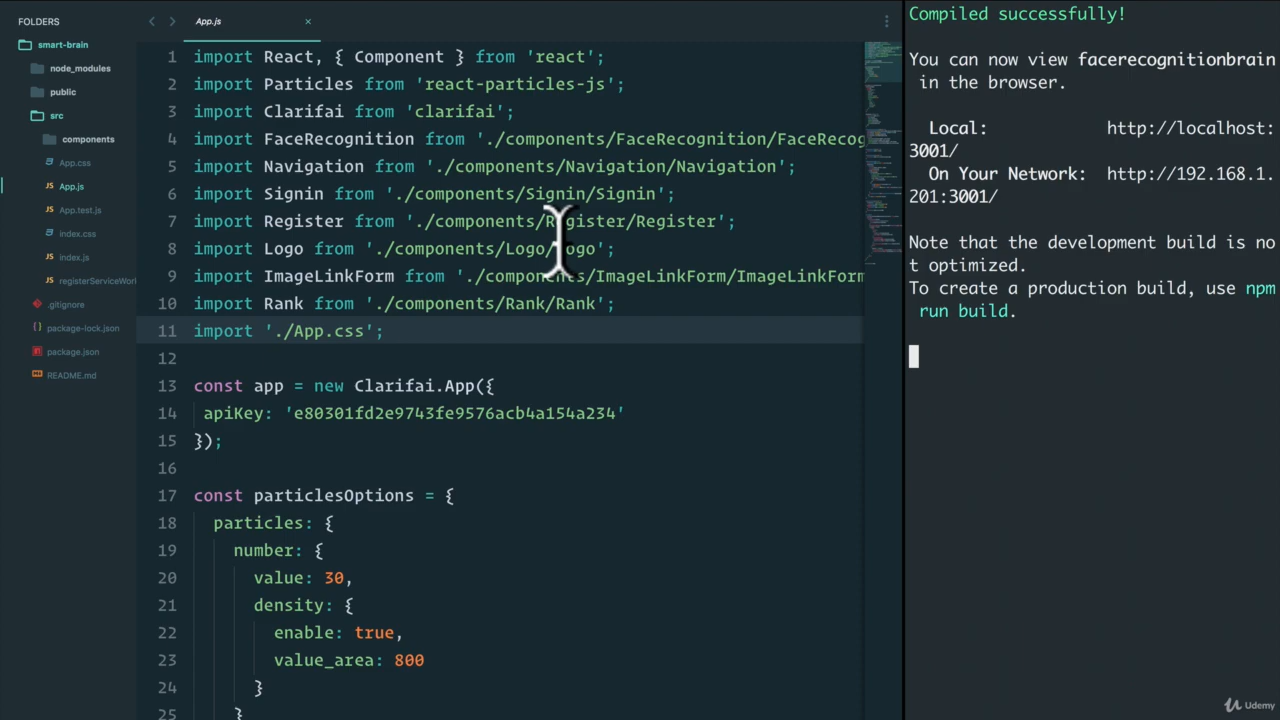 FOLDERS
smart-brain
node_modules
public
src
components
App.css
App.js
App.test.js
index.css
index.js
registerServiceWork
.gitignore
package-lock.json
package.json
README.md
App.js
1 import React, { Component } from 'react';
2 import Particles from 'react-particles-js';
3 import Clarifai from 'clarifai';
4 import FaceRecognition from './components/FaceRecognition/FaceRecog
5 import Navigation from './components/Navigation/Navigation';
6 import Signin from './components/Signin/Signin';
7 import Register from './components/Register/Register';
8 import Logo from './components/Logo/Logo';
9 import ImageLinkForm from './components/ImageLinkForm/ImageLinkForm
10 import Rank from './components/Rank/Rank';
11 import './App.css';
12
13 const app = new Clarifai.App({
14 apiKey: 'e80301fd2e9743fe9576acb4a154a234'
15 });
16
17 const particlesOptions = {
18 particles: {
19 number: {
20 value: 30,
21 density: {
22 enable: true,
23 value_area: 800
24 }
25 }
Compiled successfully!
You can now view facerecognitionbrain
in the browser.
Local: http://localhost:
3001/
On Your Network: http://192.168.1.
201:3001/
Note that the development build is no
t optimized.
To create a production build, use npm
run build.
Udemy